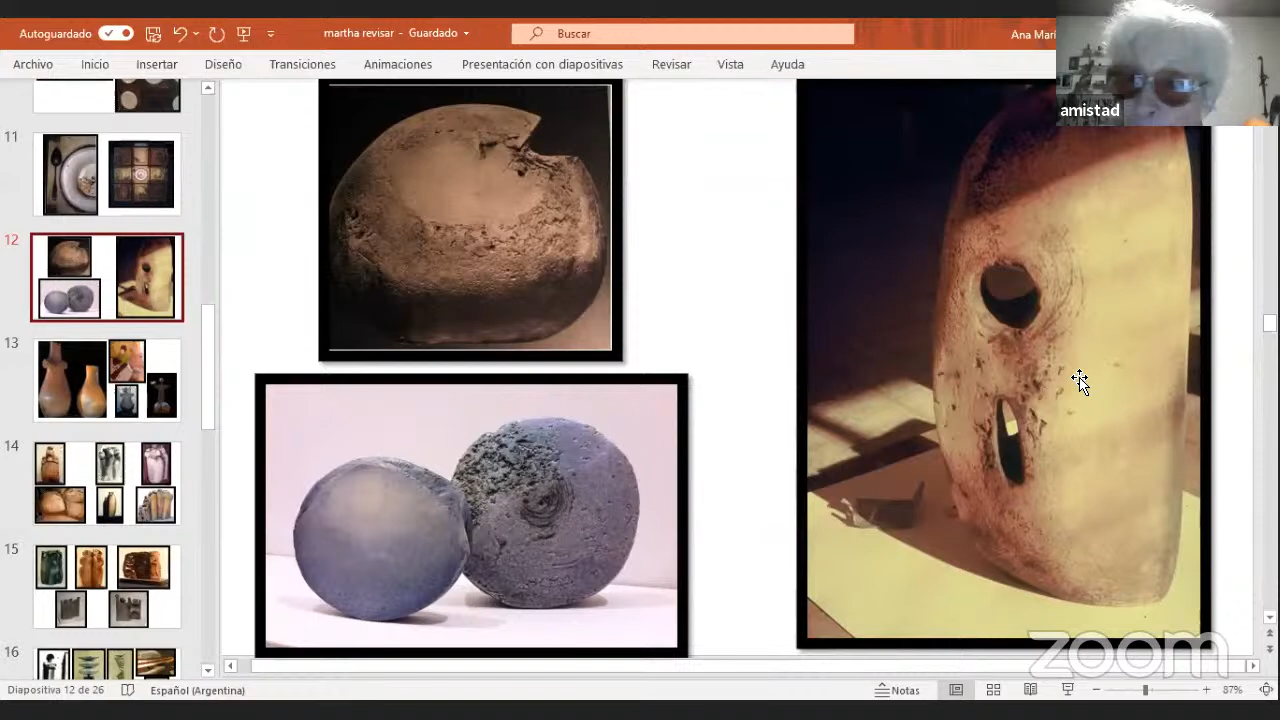 Autoguardado
martha revisar - Guardado
Buscar
Ana Marí
Archivo Inicio Insertar Diseño Transiciones Animaciones Presentación con diapositivas Revisar Vista Ayuda
amistad
11
12
13
14
15
16
zoom
Diapositiva 12 de 26 Español (Argentina) Notas 87%